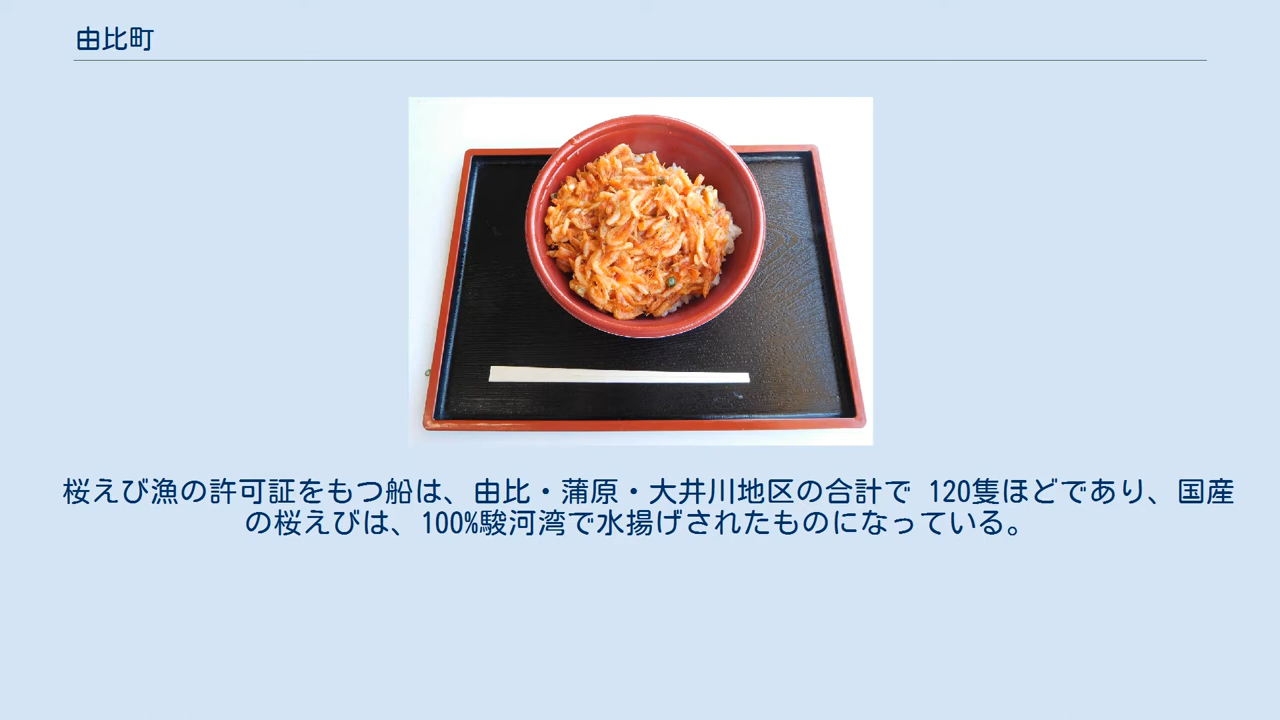 由比町
桜えび漁の許可証をもつ船は、由比・蒲原・大井川地区の合計で 120隻ほどであり、国産
の桜えびは、100%駿河湾で水揚げされたものになっている。